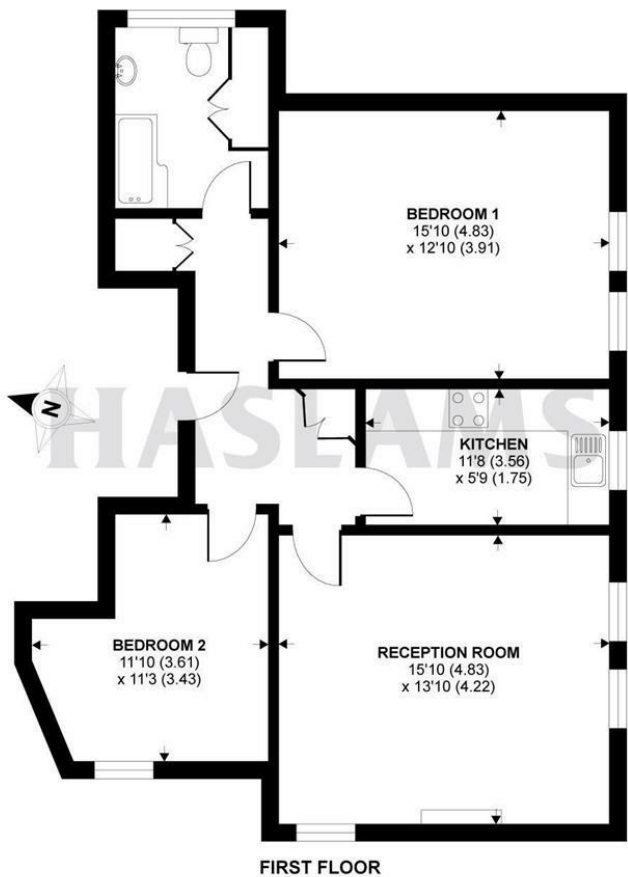 BEDROOM 1
15'10 (4.83)
x 12'10 (3.91)
N
HASLAMS
KITCHEN
11'8 (3.56)
x 5'9 (1.75)
BEDROOM 2
11'10 (3.61)
x 11'3 (3.43)
RECEPTION ROOM
15'10 (4.83)
x 13'10 (4.22)
FIRST FLOOR